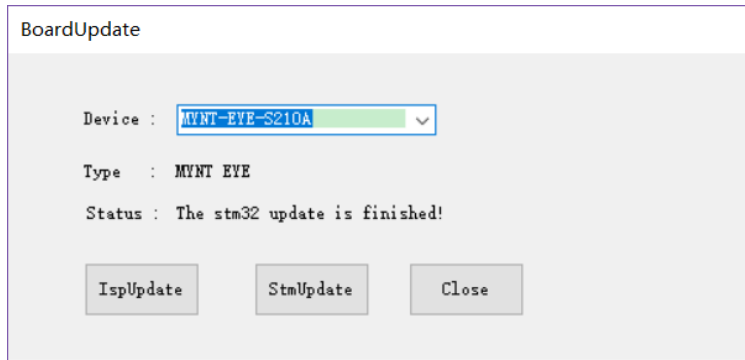 BoardUpdate
Device : MYNT-EYE-S210A
Type : MYNT EYE
Status : The stm32 update is finished!
IspUpdate StmUpdate Close